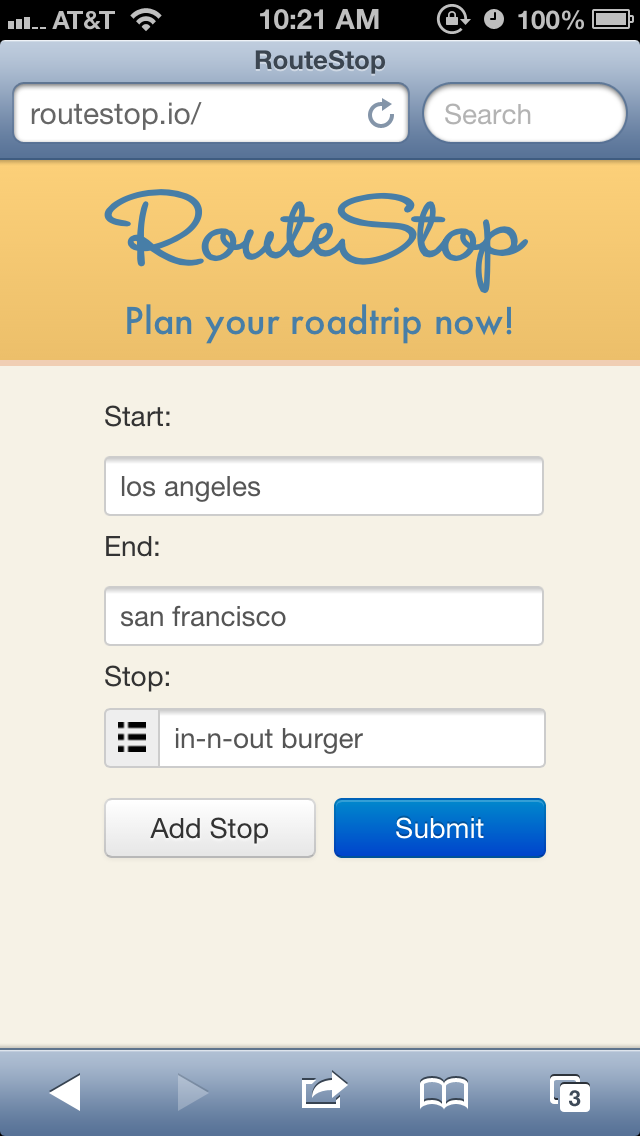 AT&T 10:21 AM 100%
RouteStop
routestop.io/ Search
RouteStop
Plan your roadtrip now!
Start:
los angeles
End:
san francisco
Stop:
in-n-out burger
Add Stop Submit
3